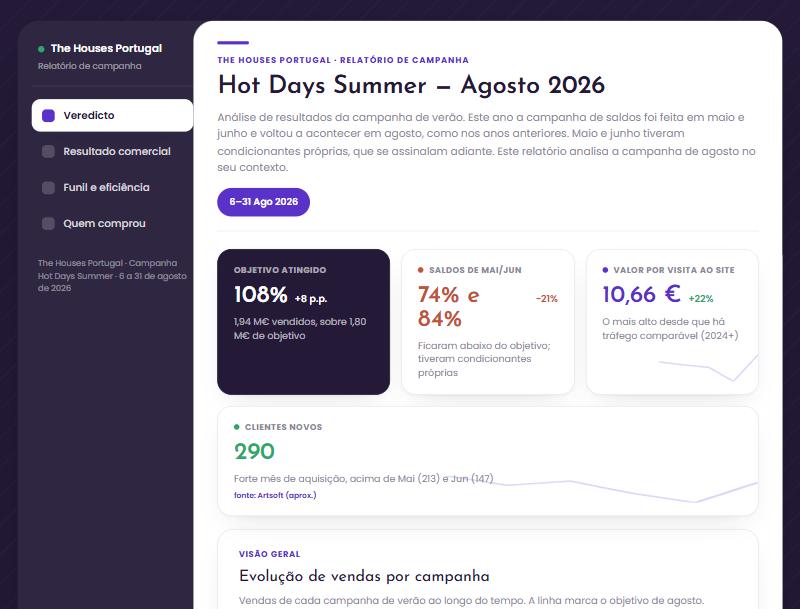 The Houses Portugal
Relatório de campanha
Veredicto
Resultado comercial
Funil e eficiência
Quem comprou
The Houses Portugal · Campanha
Hot Days Summer · 6 a 31 de agosto
de 2026
THE HOUSES PORTUGAL · RELATÓRIO DE CAMPANHA
Hot Days Summer — Agosto 2026
Análise de resultados da campanha de verão. Este ano a campanha de saldos foi feita em maio e
junho e voltou a acontecer em agosto, como nos anos anteriores. Maio e junho tiveram
condicionantes próprias, que se assinalam adiante. Este relatório analisa a campanha de agosto no
seu contexto.
6–31 Ago 2026
OBJETIVO ATINGIDO
108% +8 p.p.
1,94 M€ vendidos, sobre 1,80
M€ de objetivo
SALDOS DE MAI/JUN
74% e −21%
84%
Ficaram abaixo do objetivo;
tiveram condicionantes
próprias
VALOR POR VISITA AO SITE
10,66 € +22%
O mais alto desde que há
tráfego comparável (2024+)
CLIENTES NOVOS
290
Forte mês de aquisição, acima de Mai (213) e Jun (147)
fonte: Artsoft (aprox.)
VISÃO GERAL
Evolução de vendas por campanha
Vendas de cada campanha de verão ao longo do tempo. A linha marca o objetivo de agosto.